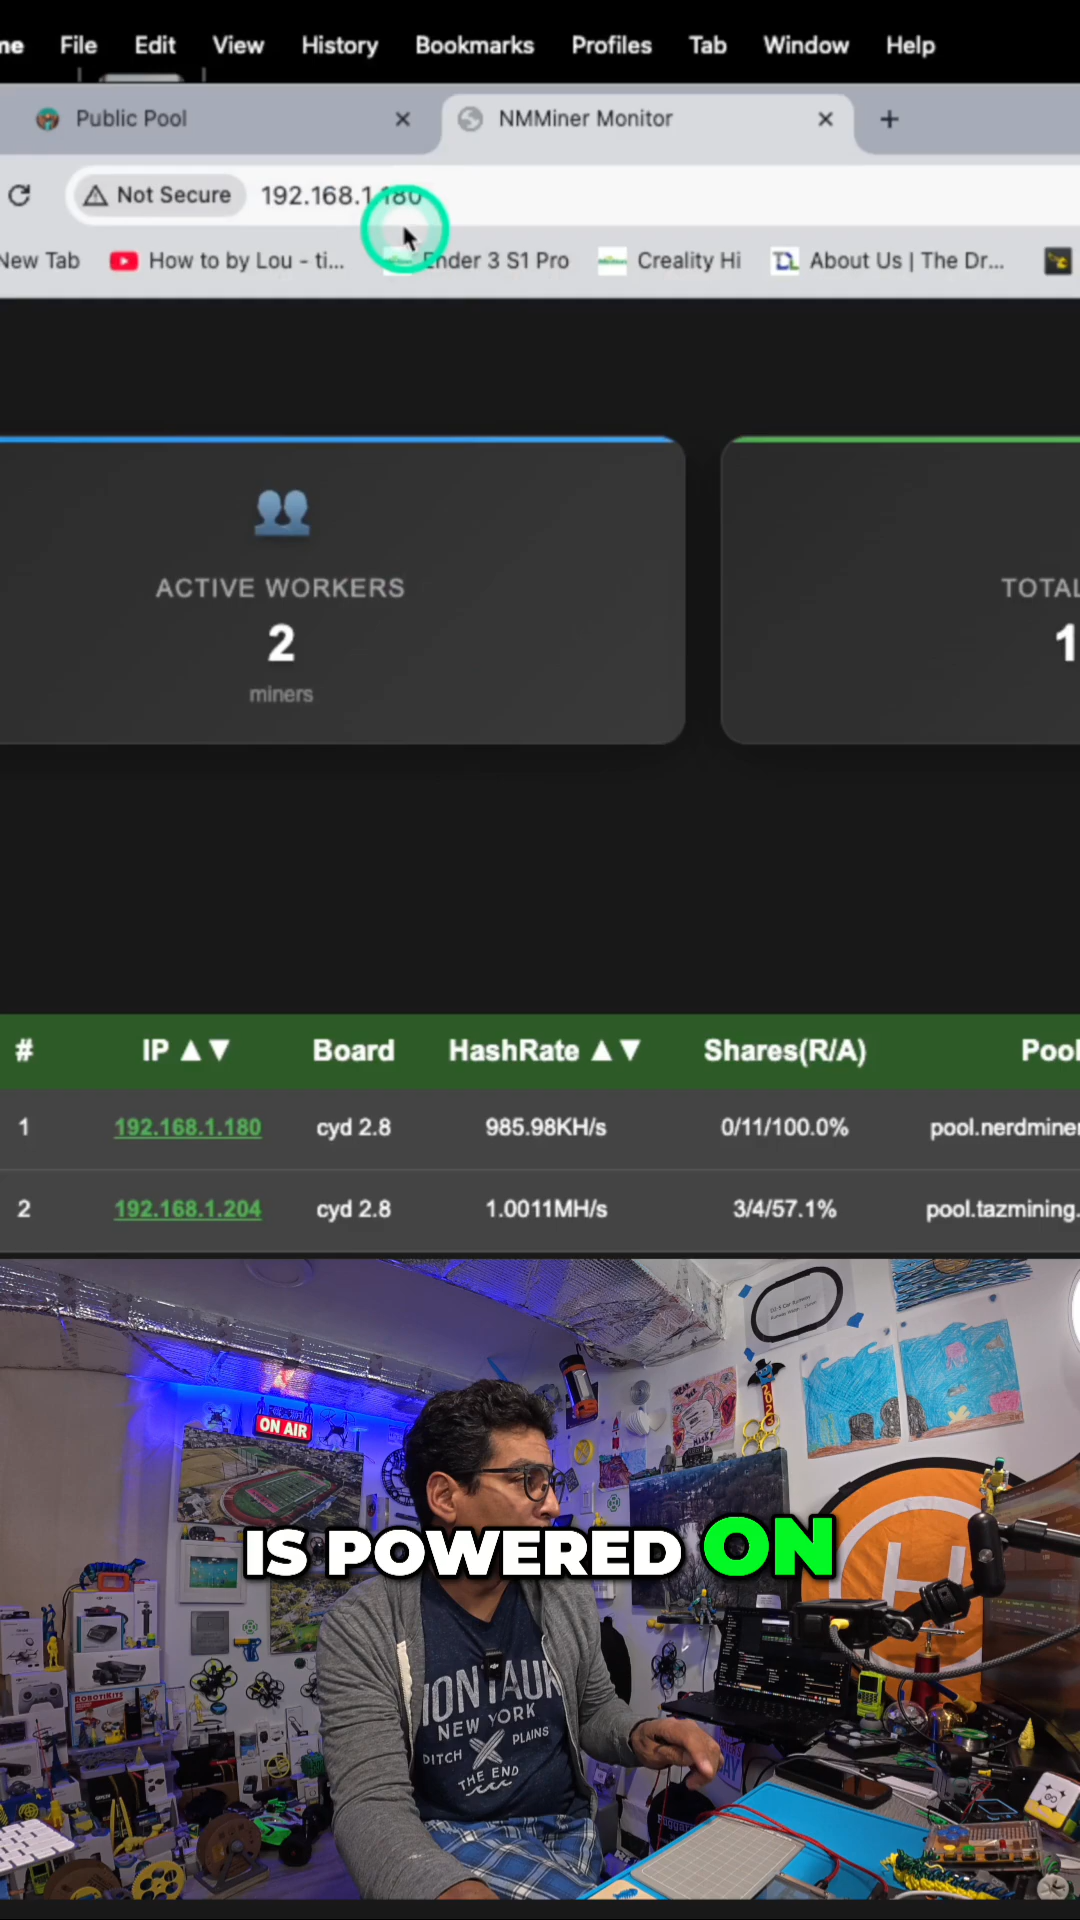 File Edit View History Bookmarks Profiles Tab Window Help
Public Pool
NMMiner Monitor
Not Secure 192.168.1.180
New Tab How to by Lou - ti... Ender 3 S1 Pro Creality Hi About Us | The Dr...
ACTIVE WORKERS
2
miners
TOTAL
1
# IP ▲▼ Board HashRate ▲▼ Shares(R/A) Pool
1 192.168.1.180 cyd 2.8 985.98KH/s 0/11/100.0% pool.nerdminer
2 192.168.1.204 cyd 2.8 1.0011MH/s 3/4/57.1% pool.tazmining.
ON AIR
2026
H
IS POWERED ON
MONTAUK
NEW YORK
DITCH PLAINS
THE END